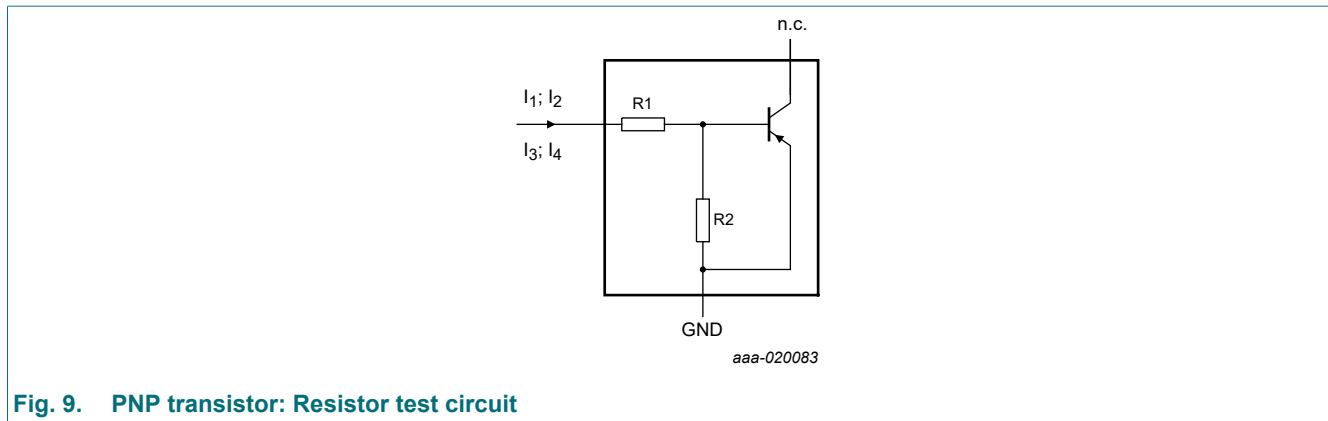 n.c.
I1; I2
R1
I3; I4
R2
GND
aaa-020083
Fig. 9. PNP transistor: Resistor test circuit